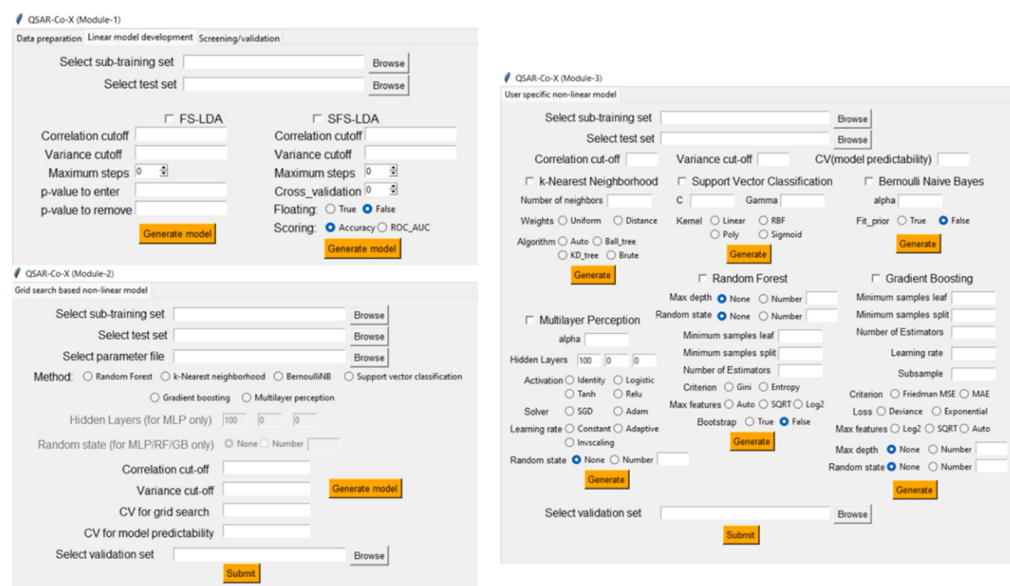 QSAR-Co-X (Module-1)
Data preparation Linear model development Screening/validation
Select sub-training set Browse
Select test set Browse
FS-LDA SFS-LDA
Correlation cutoff Correlation cutoff
Variance cutoff Variance cutoff
Maximum steps 0 Maximum steps 0
p-value to enter Cross_validation 0
p-value to remove Floating: True False
Scoring: Accuracy ROC_AUC
Generate model Generate model
QSAR-Co-X (Module-2)
Grid search based non-linear model
Select sub-training set Browse
Select test set Browse
Select parameter file Browse
Method: Random Forest k-Nearest neighborhood BernoulliNB Support vector classification
Gradient boosting Multilayer perception
Hidden Layers (for MLP only) 100 0 0
Random state (for MLP/RF/GB only) None Number
Correlation cut-off
Variance cut-off Generate model
CV for grid search
CV for model predictability
Select validation set Browse
Submit
QSAR-Co-X (Module-3)
User specific non-linear model
Select sub-training set Browse
Select test set Browse
Correlation cut-off Variance cut-off CV(model predictability)
k-Nearest Neighborhood
Number of neighbors
Weights Uniform Distance
Algorithm Auto Ball_tree
KD_tree Brute
Generate
Support Vector Classification
C Gamma
Kernel Linear RBF
Poly Sigmoid
Generate
Bernoulli Naive Bayes
alpha
Fit_prior True False
Generate
Multilayer Perception
alpha
Hidden Layers 100 0 0
Activation Identity Logistic
Tanh Relu
Solver SGD Adam
Learning rate Constant Adaptive
Invscaling
Random state None Number
Generate
Random Forest
Max depth None Number
Random state None Number
Minimum samples leaf
Minimum samples split
Number of Estimators
Criterion Gini Entropy
Max features Auto SQRT Log2
Bootstrap True False
Generate
Gradient Boosting
Minimum samples leaf
Minimum samples split
Number of Estimators
Learning rate
Subsample
Criterion Friedman MSE MAE
Loss Deviance Exponential
Max features Log2 SQRT Auto
Max depth None Number
Random state None Number
Generate
Select validation set Browse
Submit